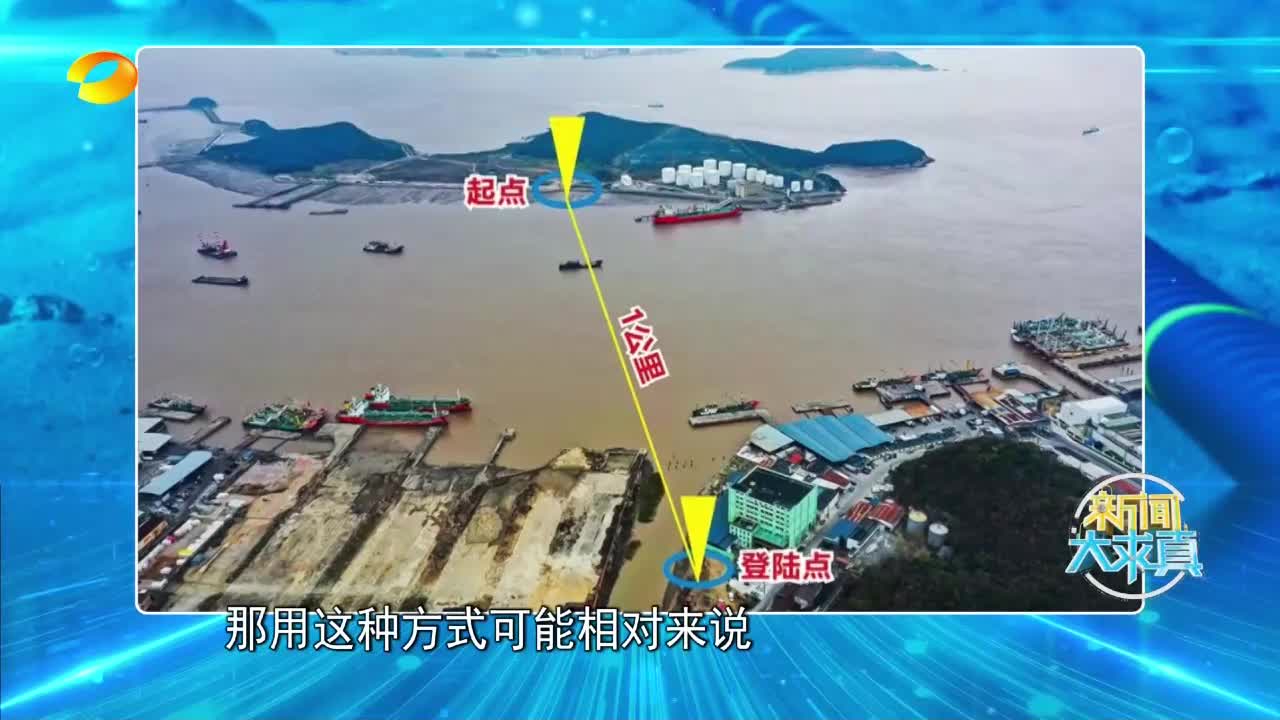 起点
1公里
登陆点
新闻
大求真
那用这种方式可能相对来说